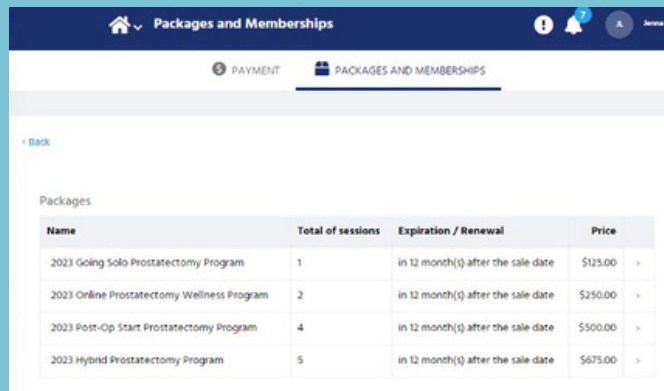 Packages and Memberships
7
A
Jenna
PAYMENT
PACKAGES AND MEMBERSHIPS
< Back
Packages
Name Total of sessions Expiration / Renewal Price
2023 Going Solo Prostatectomy Program 1 in 12 month(s) after the sale date $125.00 >
2023 Online Prostatectomy Wellness Program 2 in 12 month(s) after the sale date $250.00 >
2023 Post-Op Start Prostatectomy Program 4 in 12 month(s) after the sale date $500.00 >
2023 Hybrid Prostatectomy Program 5 in 12 month(s) after the sale date $675.00 >